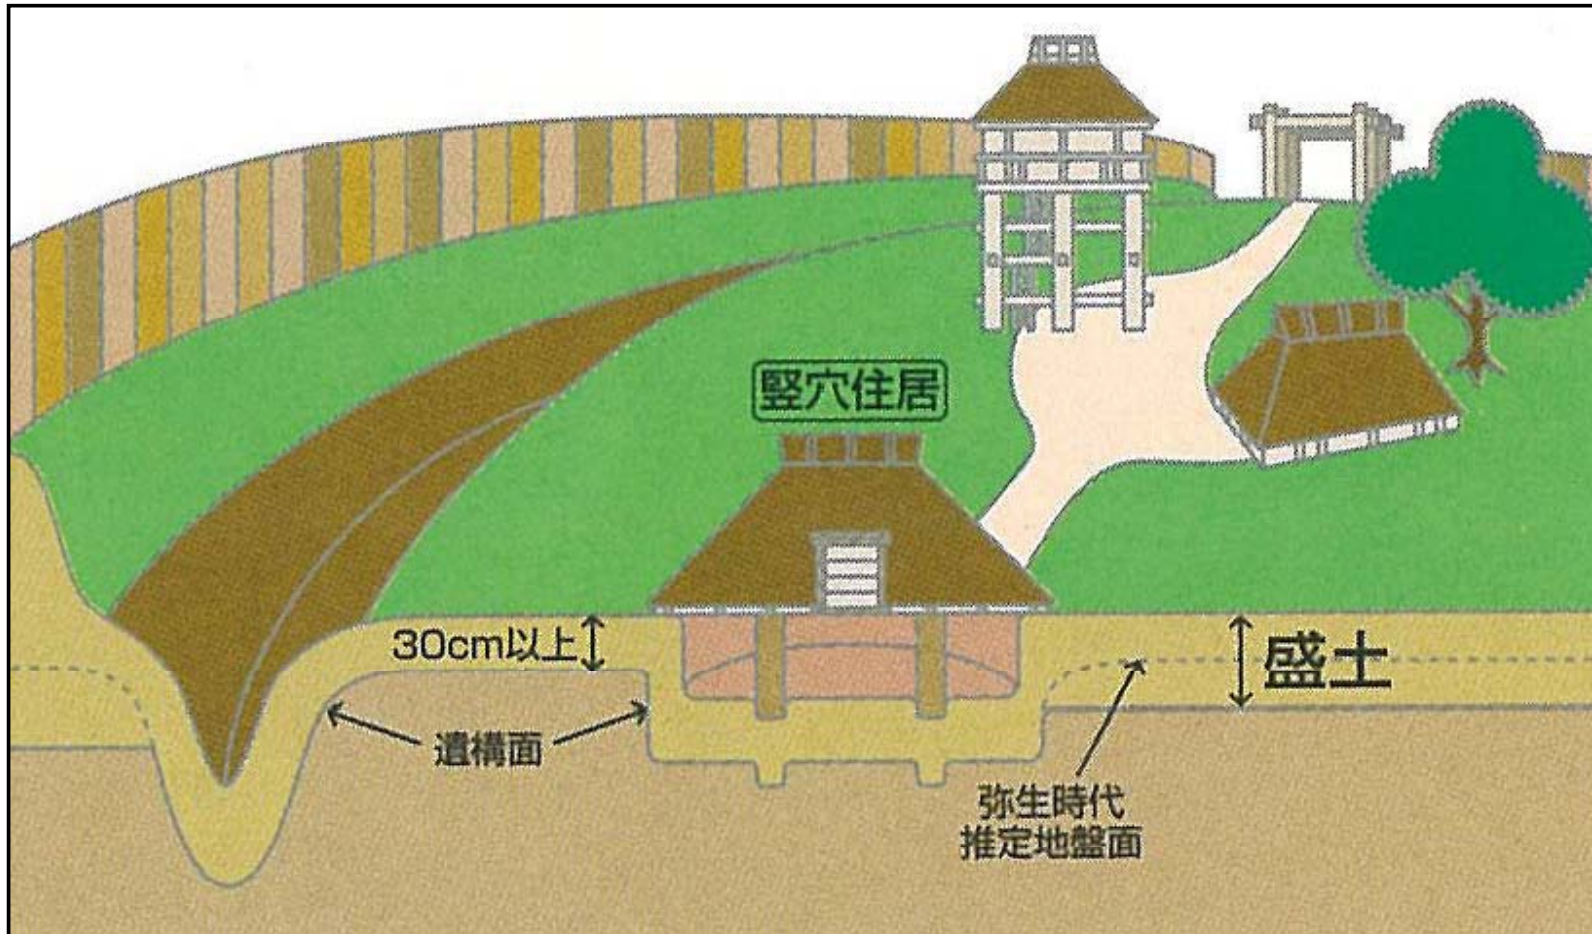 竪穴住居
30cm以上
盛土
遺構面
弥生時代
推定地盤面